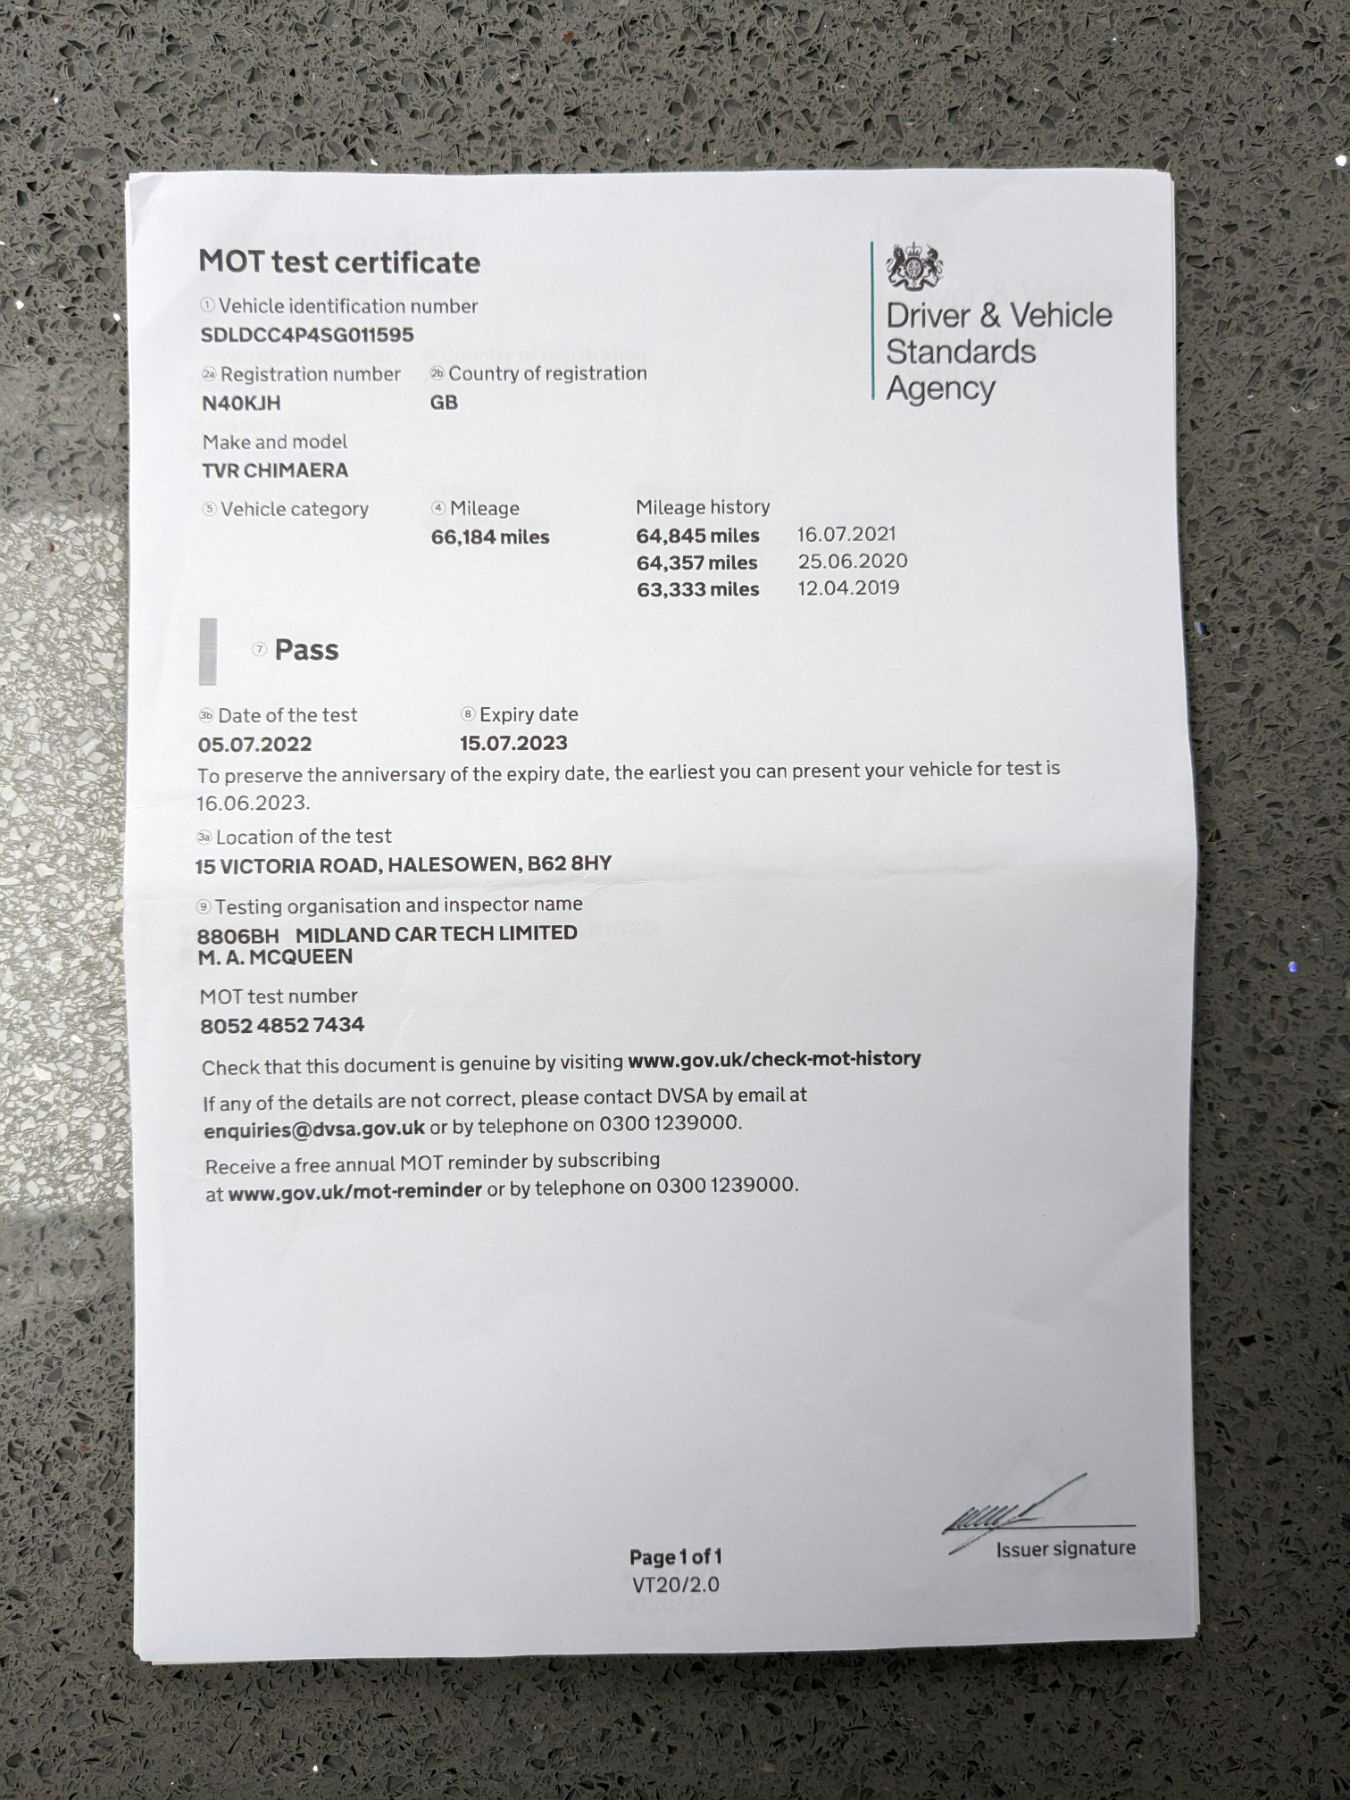 MOT test certificate
1 Vehicle identification number
SDLDCC4P4SG011595
2a Registration number 2b Country of registration
N40KJH GB
Make and model
TVR CHIMAERA
5 Vehicle category 4 Mileage Mileage history
66,184 miles 64,845 miles 16.07.2021
64,357 miles 25.06.2020
63,333 miles 12.04.2019
7 Pass
3b Date of the test 8 Expiry date
05.07.2022 15.07.2023
To preserve the anniversary of the expiry date, the earliest you can present your vehicle for test is
16.06.2023.
3a Location of the test
15 VICTORIA ROAD, HALESOWEN, B62 8HY
9 Testing organisation and inspector name
8806BH MIDLAND CAR TECH LIMITED
M. A. MCQUEEN
MOT test number
8052 4852 7434
Check that this document is genuine by visiting www.gov.uk/check-mot-history
If any of the details are not correct, please contact DVSA by email at
enquiries@dvsa.gov.uk or by telephone on 0300 1239000.
Receive a free annual MOT reminder by subscribing
at www.gov.uk/mot-reminder or by telephone on 0300 1239000.
Driver & Vehicle
Standards
Agency
Issuer signature
Page 1 of 1
VT20/2.0